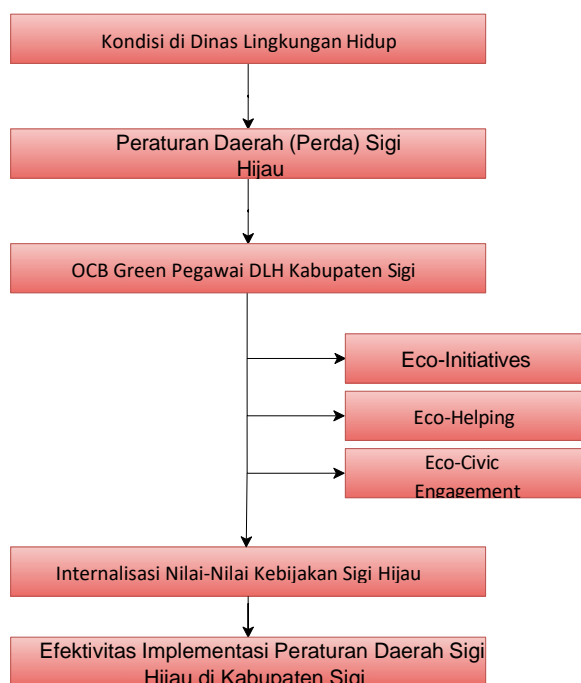 Kondisi di Dinas Lingkungan Hidup
Peraturan Daerah (Perda) Sigi
Hijau
OCB Green Pegawai DLH Kabupaten Sigi
Eco-Initiatives
Eco-Helping
Eco-Civic
Engagement
Internalisasi Nilai-Nilai Kebijakan Sigi Hijau
Efektivitas Implementasi Peraturan Daerah Sigi
Hijau di Kabupaten Sigi